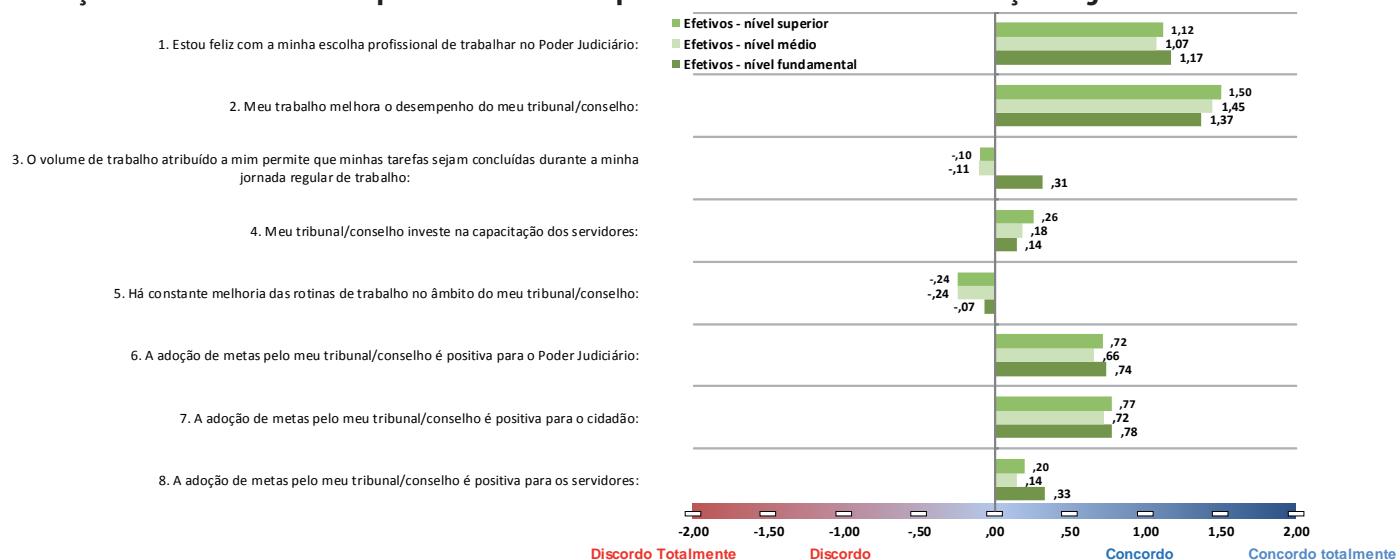 Efetivos - nível superior
Efetivos - nível médio
Efetivos - nível fundamental
1. Estou feliz com a minha escolha profissional de trabalhar no Poder Judiciário:
1,12
1,07
1,17
2. Meu trabalho melhora o desempenho do meu tribunal/conselho:
1,50
1,45
1,37
3. O volume de trabalho atribuído a mim permite que minhas tarefas sejam concluídas durante a minha
jornada regular de trabalho:
-,10
-,11
,31
4. Meu tribunal/conselho investe na capacitação dos servidores:
,26
,18
,14
5. Há constante melhoria das rotinas de trabalho no âmbito do meu tribunal/conselho:
-,24
-,24
-,07
6. A adoção de metas pelo meu tribunal/conselho é positiva para o Poder Judiciário:
,72
,66
,74
7. A adoção de metas pelo meu tribunal/conselho é positiva para o cidadão:
,77
,72
,78
8. A adoção de metas pelo meu tribunal/conselho é positiva para os servidores:
,20
,14
,33
-2,00 -1,50 -1,00 -,50 ,00 ,50 1,00 1,50 2,00
Discordo Totalmente Discordo Concordo Concordo totalmente